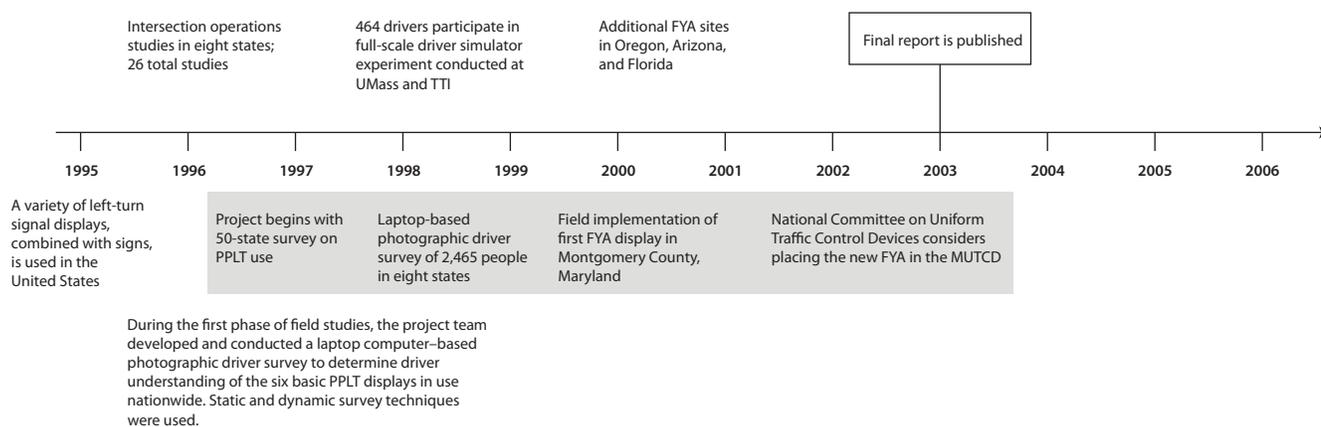 Intersection operations
studies in eight states;
26 total studies
464 drivers participate in
full-scale driver simulator
experiment conducted at
UMass and TTI
Additional FYA sites
in Oregon, Arizona,
and Florida
Final report is published
1995 1996 1997 1998 1999 2000 2001 2002 2003 2004 2005 2006
A variety of left-turn
signal displays,
combined with signs,
is used in the
United States
Project begins with
50-state survey on
PPLT use
Laptop-based
photographic driver
survey of 2,465 people
in eight states
Field implementation of
first FYA display in
Montgomery County,
Maryland
National Committee on Uniform
Traffic Control Devices considers
placing the new FYA in the MUTCD
During the first phase of field studies, the project team
developed and conducted a laptop computer–based
photographic driver survey to determine driver
understanding of the six basic PPLT displays in use
nationwide. Static and dynamic survey techniques
were used.